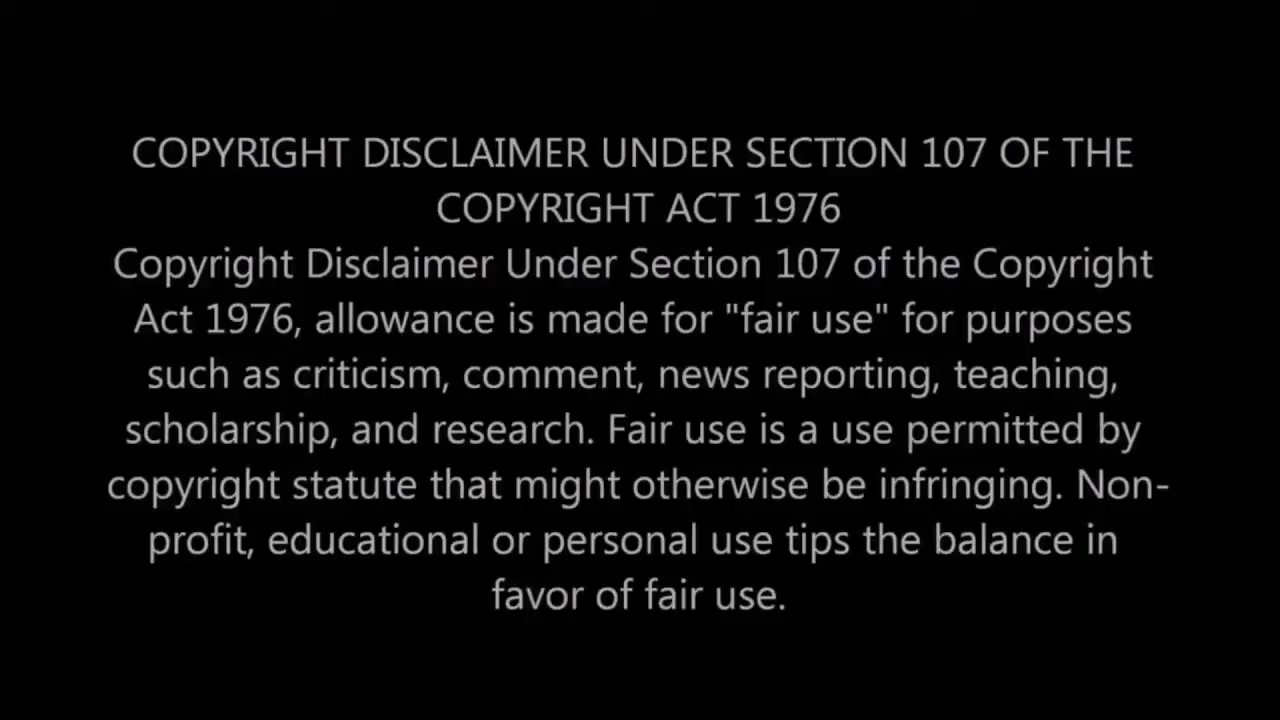 COPYRIGHT DISCLAIMER UNDER SECTION 107 OF THE
COPYRIGHT ACT 1976
Copyright Disclaimer Under Section 107 of the Copyright
Act 1976, allowance is made for "fair use" for purposes
such as criticism, comment, news reporting, teaching,
scholarship, and research. Fair use is a use permitted by
copyright statute that might otherwise be infringing. Non-
profit, educational or personal use tips the balance in
favor of fair use.